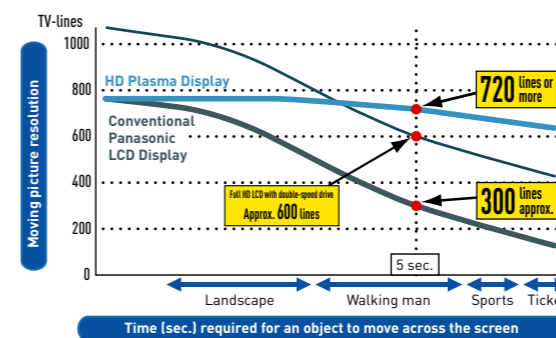 TV-lines
1000
800
600
400
200
0
Moving picture resolution
HD Plasma Display
Conventional
Panasonic
LCD Display
720 lines or
more
Full HD LCD with double-speed drive
Approx. 600 lines
300 lines
approx.
5 sec.
Landscape
Walking man
Sports
Time (sec.) required for an object to move across the screen